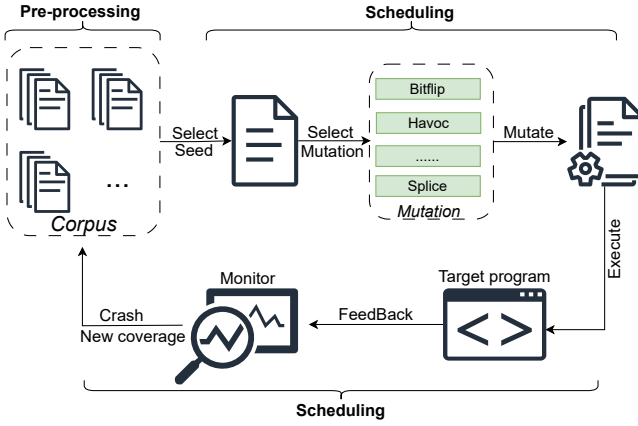 Pre-processing
Scheduling
Bitflip
Select
Seed
Select
Mutation
Havoc
Mutate
......
Splice
...
Corpus
Mutation
Execute
Monitor
Target program
Crash
New coverage
FeedBack
Scheduling